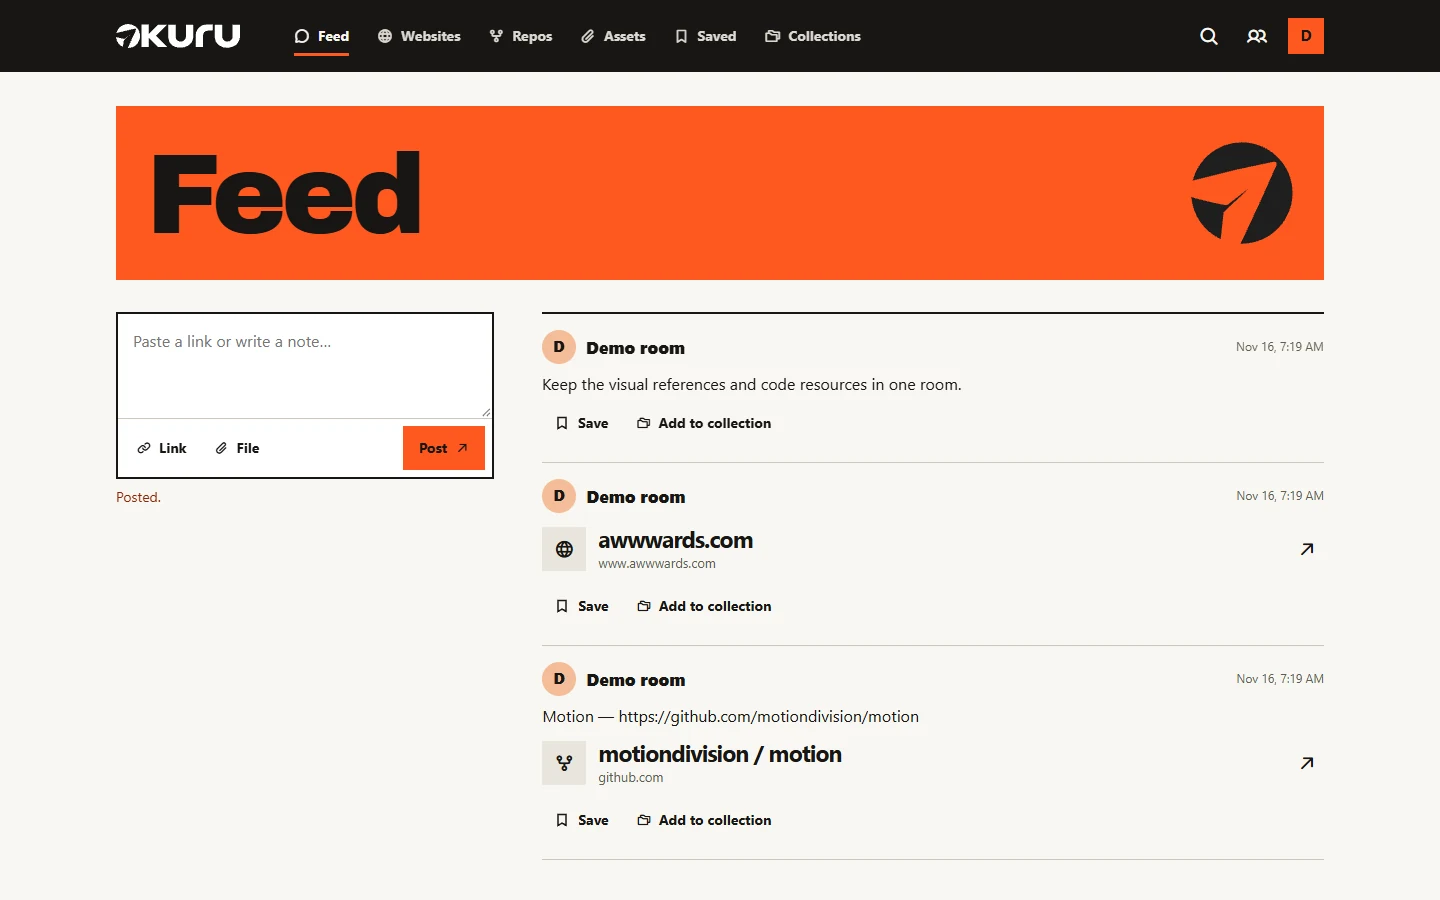 OKURU
Feed
Websites
Repos
Assets
Saved
Collections
D
Feed
Paste a link or write a note...
Link
File
Post
Posted.
D
Demo room
Nov 16, 7:19 AM
Keep the visual references and code resources in one room.
Save
Add to collection
D
Demo room
Nov 16, 7:19 AM
awwwards.com
www.awwwards.com
Save
Add to collection
D
Demo room
Nov 16, 7:19 AM
Motion — https://github.com/motiondivision/motion
motiondivision / motion
github.com
Save
Add to collection